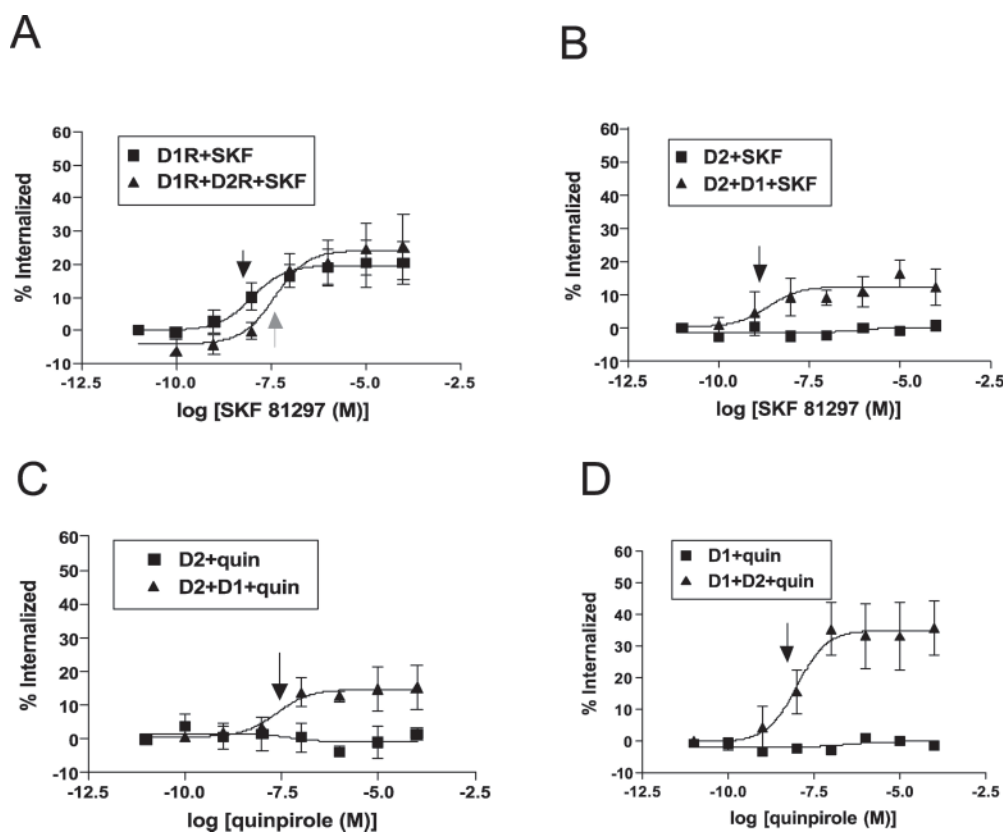 A
60
50
40
30
20
10
0
-10
% Internalized
D1R+SKF
D1R+D2R+SKF
-12.5 -10.0 -7.5 -5.0 -2.5
log [SKF 81297 (M)]
B
60
50
40
30
20
10
0
-10
% Internalized
D2+SKF
D2+D1+SKF
-12.5 -10.0 -7.5 -5.0 -2.5
log [SKF 81297 (M)]
C
60
50
40
30
20
10
0
-10
% Internalized
D2+quin
D2+D1+quin
-12.5 -10.0 -7.5 -5.0 -2.5
log [quinpirole (M)]
D
60
50
40
30
20
10
0
-10
% Internalized
D1+quin
D1+D2+quin
-12.5 -10.0 -7.5 -5.0 -2.5
log [quinpirole (M)]